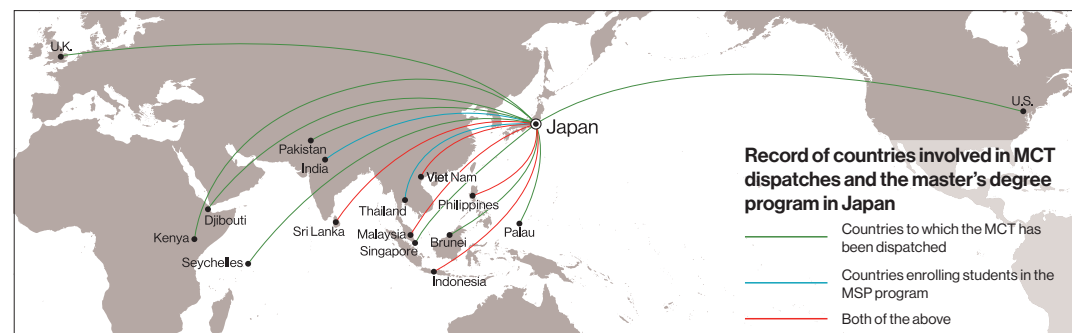 U.K.
U.S.
Japan
Pakistan
India
Viet Nam
Thailand
Philippines
Djibouti
Sri Lanka
Kenya
Malaysia
Singapore
Brunei
Palau
Seychelles
Indonesia
Record of countries involved in MCT
dispatches and the master's degree
program in Japan
Countries to which the MCT has
been dispatched
Countries enrolling students in the
MSP program
Both of the above